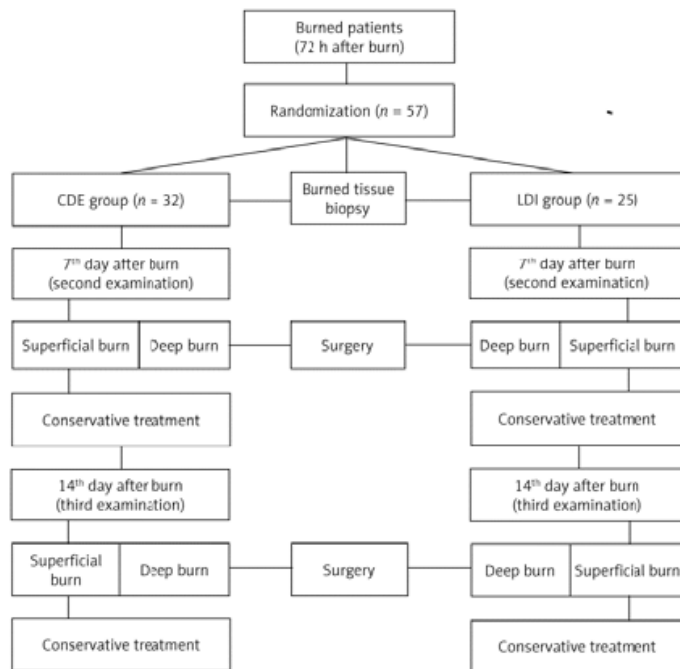 Burned patients
(72 h after burn)
Randomization (n = 57)
CDE group (n = 32)
Burned tissue
biopsy
LDI group (n = 25)
7th day after burn
(second examination)
7th day after burn
(second examination)
Superficial burn
Deep burn
Surgery
Deep burn
Superficial burn
Conservative treatment
Conservative treatment
14th day after burn
(third examination)
14th day after burn
(third examination)
Superficial
burn
Deep burn
Surgery
Deep burn
Superficial burn
Conservative treatment
Conservative treatment